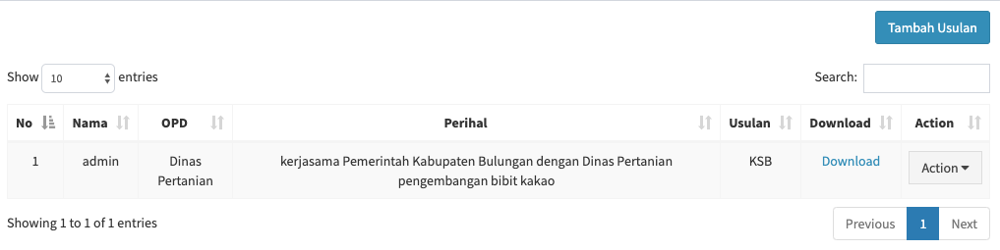 Tambah Usulan
Show 10 entries
Search:
No Nama OPD Perihal Usulan Download Action
1 admin Dinas Pertanian kerjasama Pemerintah Kabupaten Bulungan dengan Dinas Pertanian pengembangan bibit kakao KSB Download Action
Showing 1 to 1 of 1 entries
Previous 1 Next